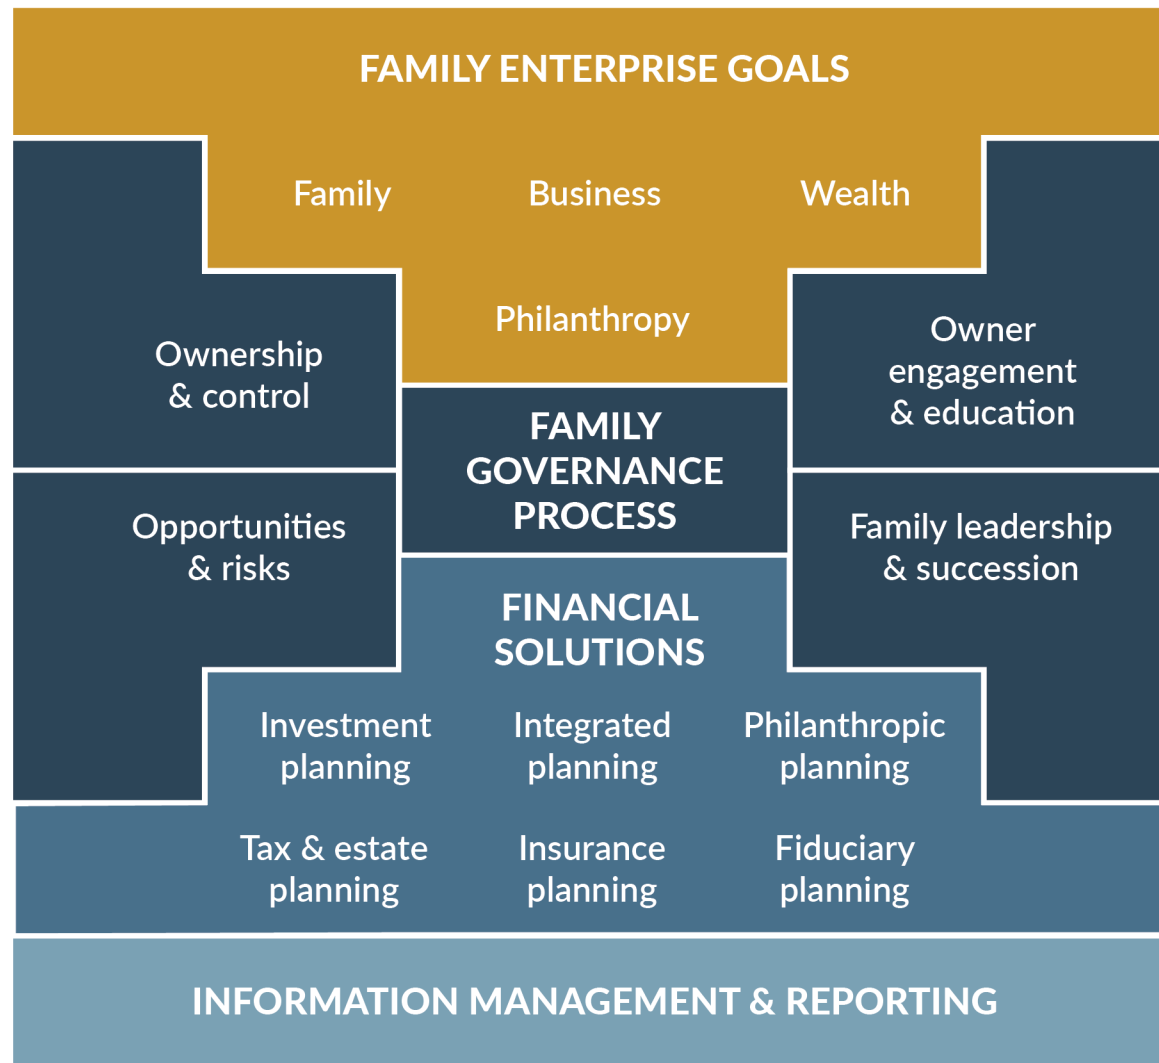 FAMILY ENTERPRISE GOALS
Family
Business
Wealth
Philanthropy
Ownership
& control
Owner
engagement
& education
FAMILY
GOVERNANCE
PROCESS
Opportunities
& risks
Family leadership
& succession
FINANCIAL
SOLUTIONS
Investment
planning
Integrated
planning
Philanthropic
planning
Tax & estate
planning
Insurance
planning
Fiduciary
planning
INFORMATION MANAGEMENT & REPORTING